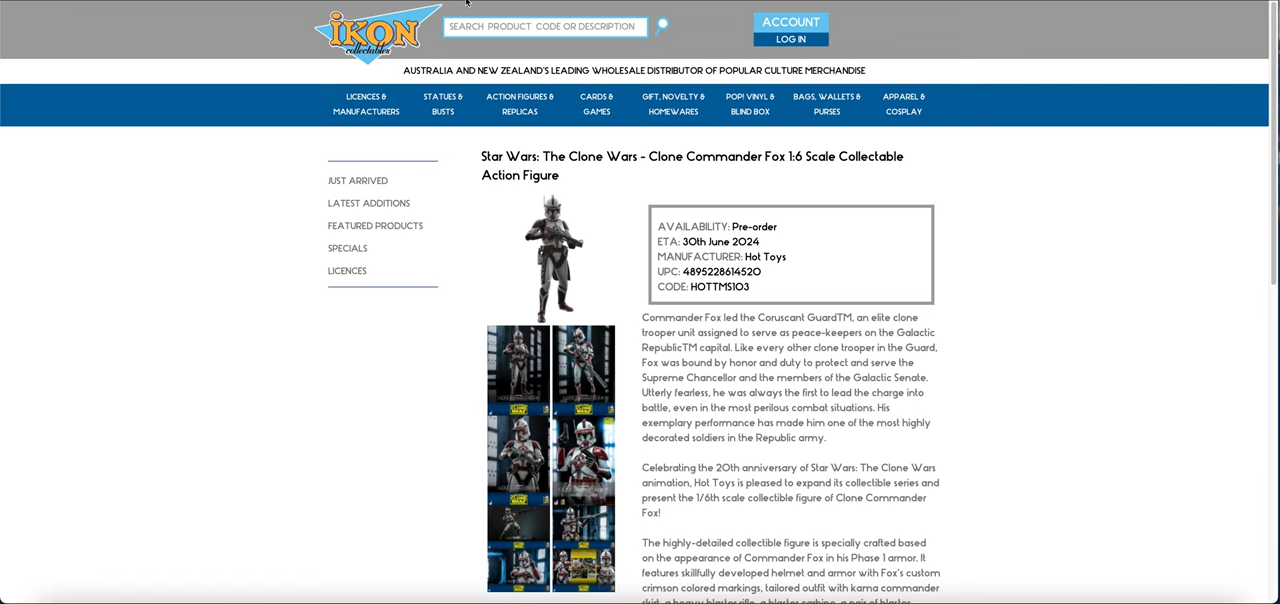 iKON
collectables
SEARCH PRODUCT CODE OR DESCRIPTION
ACCOUNT
LOG IN
AUSTRALIA AND NEW ZEALAND'S LEADING WHOLESALE DISTRIBUTOR OF POPULAR CULTURE MERCHANDISE
LICENCES &
MANUFACTURERS
STATUES &
BUSTS
ACTION FIGURES &
REPLICAS
CARDS &
GAMES
GIFT, NOVELTY &
HOMEWARES
POP! VINYL &
BLIND BOX
BAGS, WALLETS &
PURSES
APPAREL &
COSPLAY
JUST ARRIVED
LATEST ADDITIONS
FEATURED PRODUCTS
SPECIALS
LICENCES
Star Wars: The Clone Wars - Clone Commander Fox 1:6 Scale Collectable
Action Figure
AVAILABILITY: Pre-order
ETA: 30th June 2024
MANUFACTURER: Hot Toys
UPC: 4895228614520
CODE: HOTTMS103
Commander Fox led the Coruscant GuardTM, an elite clone
trooper unit assigned to serve as peace-keepers on the Galactic
RepublicTM capital. Like every other clone trooper in the Guard,
Fox was bound by honor and duty to protect and serve the
Supreme Chancellor and the members of the Galactic Senate.
Utterly fearless, he was always the first to lead the charge into
battle, even in the most perilous combat situations. His
exemplary performance has made him one of the most highly
decorated soldiers in the Republic army.
Celebrating the 20th anniversary of Star Wars: The Clone Wars
animation, Hot Toys is pleased to expand its collectible series and
present the 1/6th scale collectible figure of Clone Commander
Fox!
The highly-detailed collectible figure is specially crafted based
on the appearance of Commander Fox in his Phase 1 armor. It
features skillfully developed helmet and armor with Fox's custom
crimson colored markings, tailored outfit with kama commander
skirt, a heavy blaster rifle, a blaster carbine, a pair of blaster